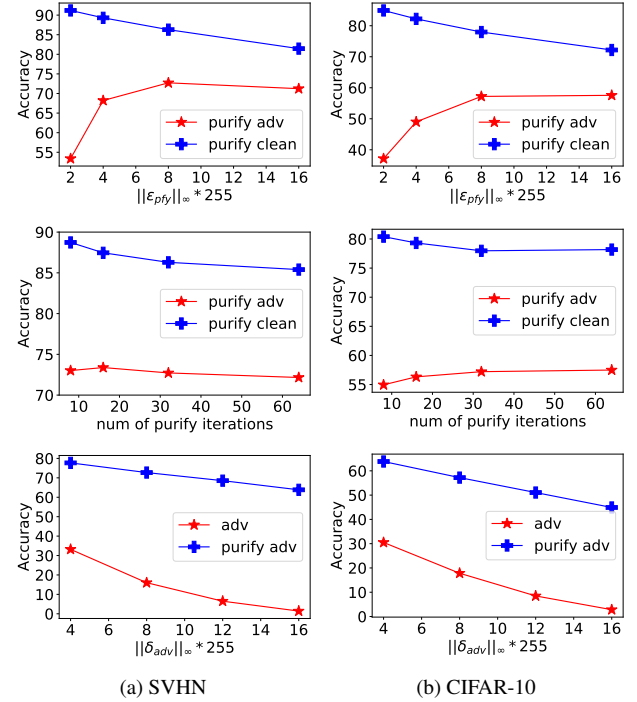 90
85
80
75
70
65
60
55
Accuracy
purify adv
purify clean
2 4 6 8 10 12 14 16
||ε_pfy||∞ * 255
80
70
60
50
40
Accuracy
purify adv
purify clean
2 4 6 8 10 12 14 16
||ε_pfy||∞ * 255
90
85
80
75
70
Accuracy
purify adv
purify clean
10 20 30 40 50 60
num of purify iterations
80
75
70
65
60
55
Accuracy
purify adv
purify clean
10 20 30 40 50 60
num of purify iterations
80
70
60
50
40
30
20
10
0
Accuracy
adv
purify adv
4 6 8 10 12 14 16
||δ_adv||∞ * 255
60
50
40
30
20
10
0
Accuracy
adv
purify adv
4 6 8 10 12 14 16
||δ_adv||∞ * 255
(a) SVHN
(b) CIFAR-10